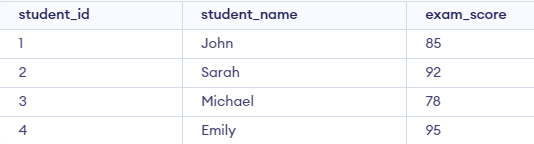 student_id student_name exam_score
1 John 85
2 Sarah 92
3 Michael 78
4 Emily 95